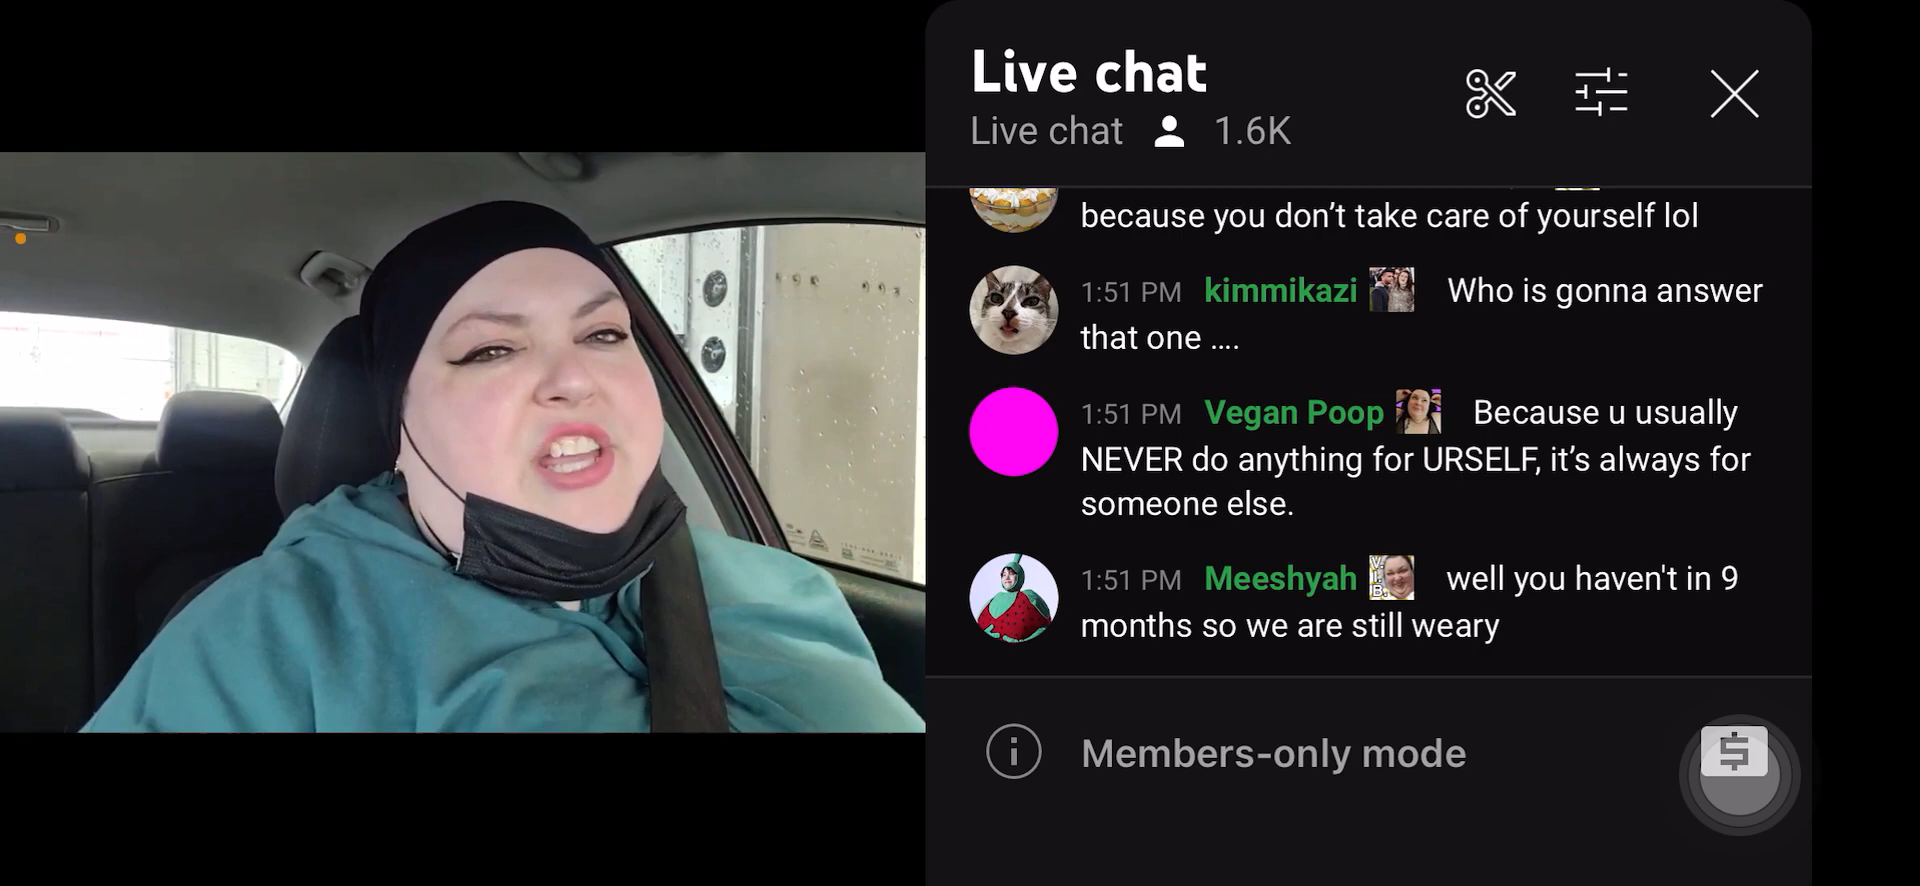 Live chat
Live chat 1.6K
because you don’t take care of yourself lol
1:51 PM kimmikazi Who is gonna answer
that one ....
1:51 PM Vegan Poop Because u usually
NEVER do anything for URSELF, it’s always for
someone else.
1:51 PM Meeshyah well you haven't in 9
months so we are still weary
Members-only mode